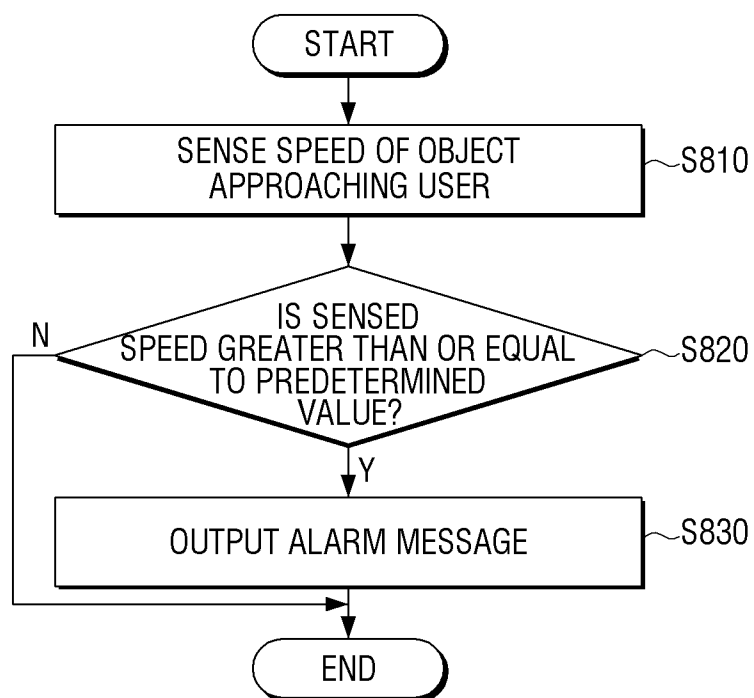 START
SENSE SPEED OF OBJECT
APPROACHING USER
S810
IS SENSED
SPEED GREATER THAN OR EQUAL
TO PREDETERMINED
VALUE?
S820
N
Y
OUTPUT ALARM MESSAGE
S830
END